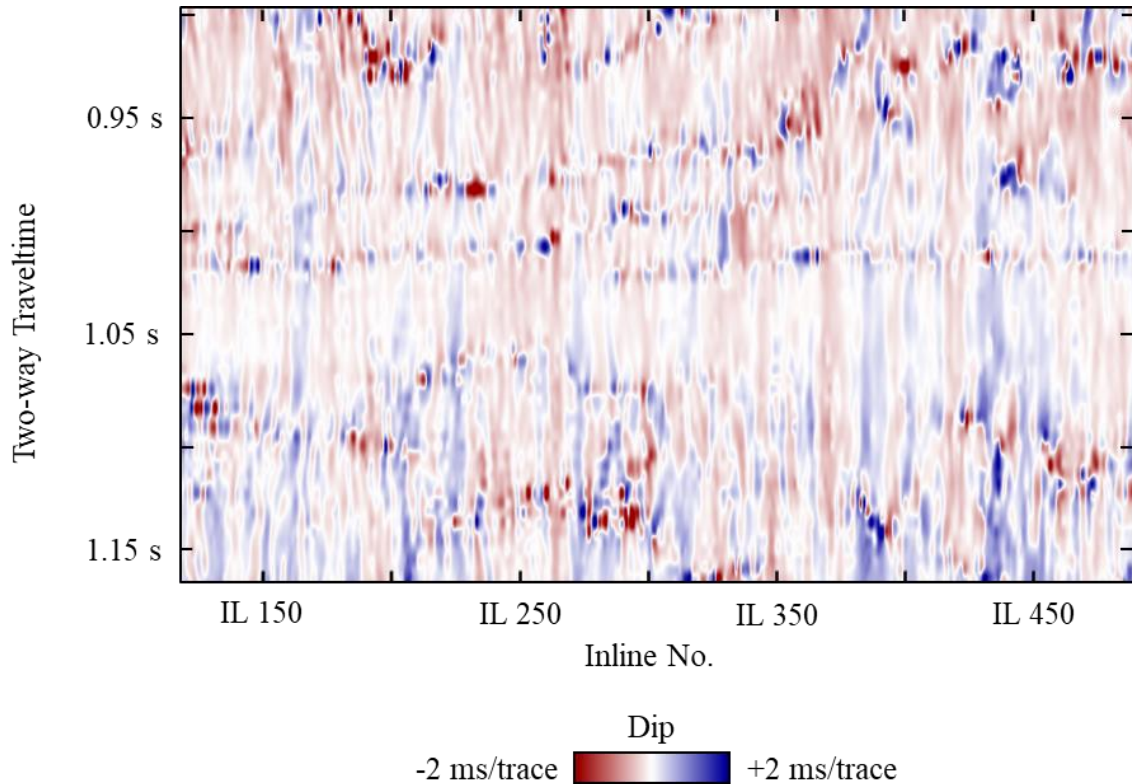 0.95 s
1.05 s
1.15 s
Two-way Traveltime
IL 150 IL 250 IL 350 IL 450
Inline No.
Dip
-2 ms/trace +2 ms/trace